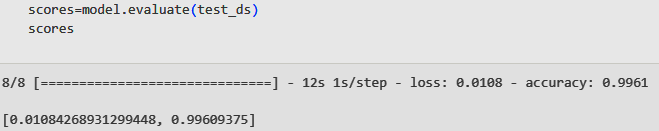 scores=model.evaluate(test_ds)
scores
8/8 [==============================] - 12s 1s/step - loss: 0.0108 - accuracy: 0.9961
[0.01084268931299448, 0.99609375]